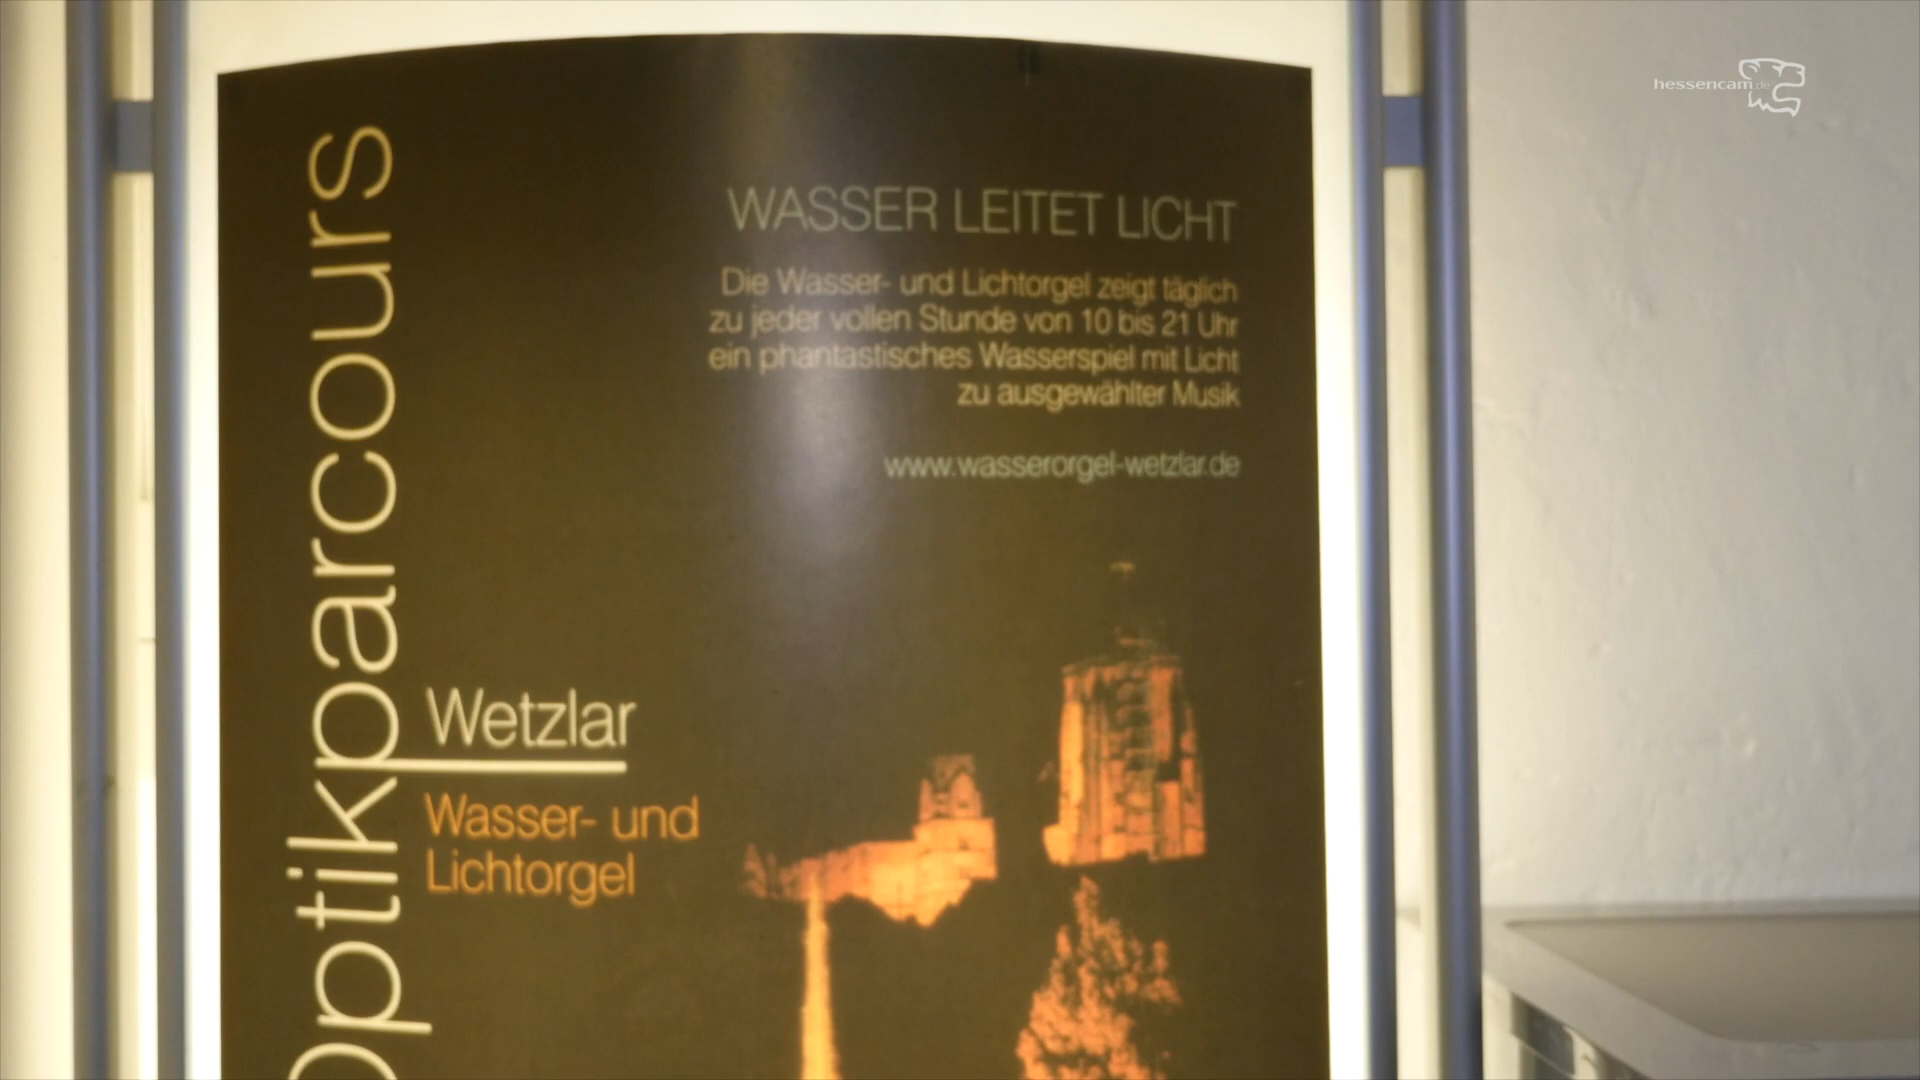 hessencam.de
Optikparcours
WASSER LEITET LICHT
Die Wasser- und Lichtorgel zeigt täglich
zu jeder vollen Stunde von 10 bis 21 Uhr
ein phantastisches Wasserspiel mit Licht
zu ausgewählter Musik
www.wasserorgel-wetzlar.de
Wetzlar
Wasser- und
Lichtorgel